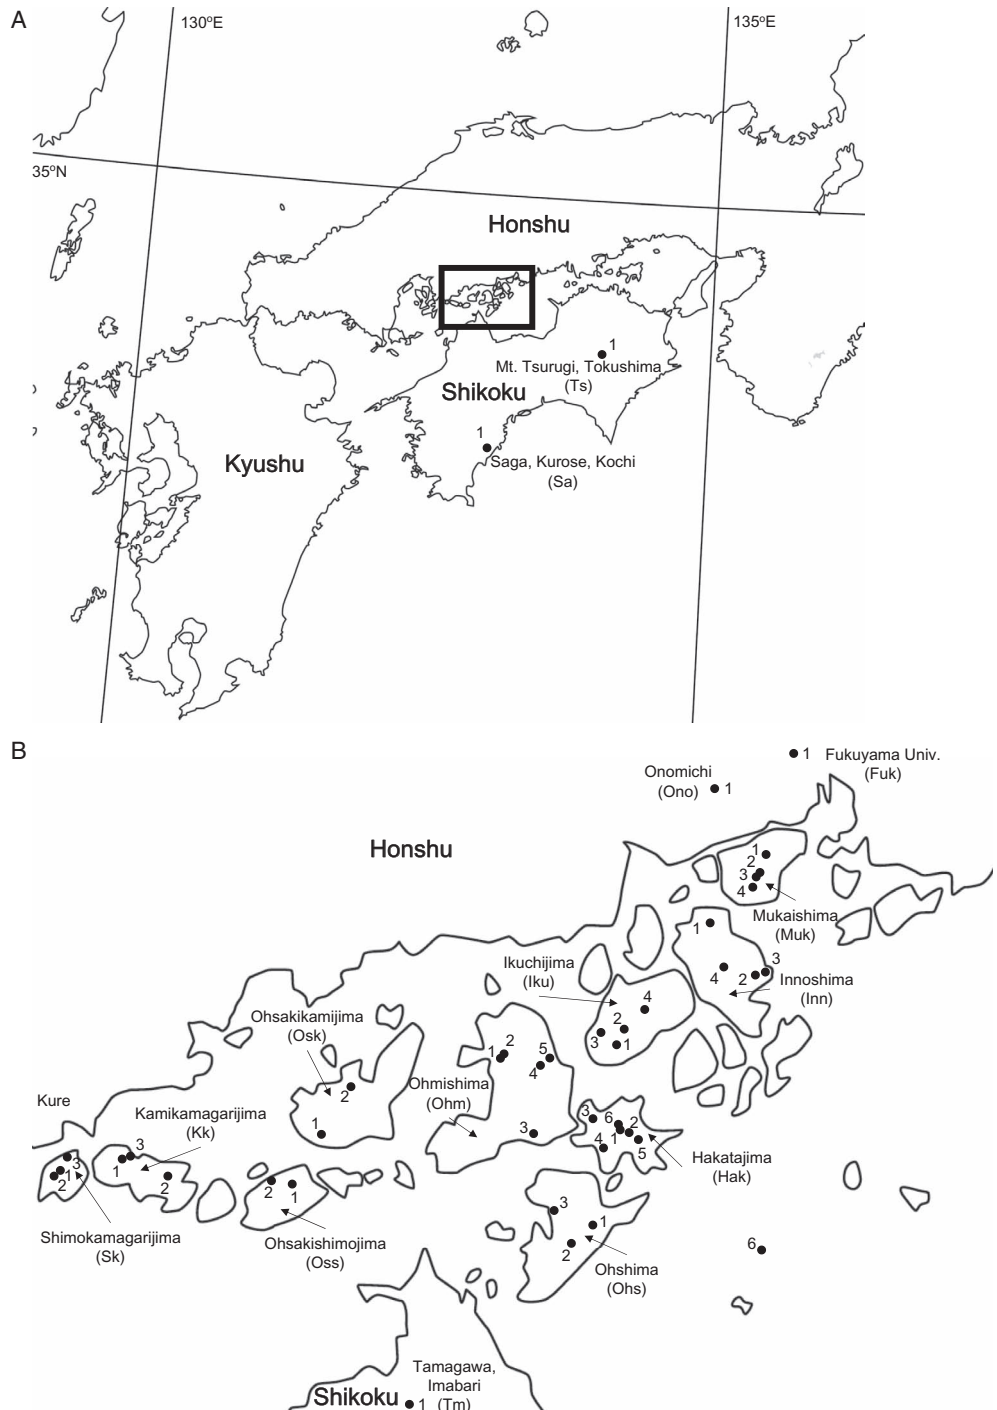 A
130ºE
135ºE
35ºN
Honshu
1
Mt. Tsurugi, Tokushima
(Ts)
Shikoku
1
Saga, Kurose, Kochi
(Sa)
Kyushu
B
1 Fukuyama Univ.
(Fuk)
Onomichi
(Ono)
1
Honshu
1
2
3
4
Mukaishima
(Muk)
1
4
2
3
Innoshima
(Inn)
Ikuchijima
(Iku)
4
2
3
1
Ohsakikamijima
(Osk)
2
1
Ohmishima
(Ohm)
1
2
5
4
3
Kure
Kamikamagarijima
(Kk)
3
1
2
3
1
2
Shimokamagarijima
(Sk)
2
1
Ohsakishimojima
(Oss)
3
6
2
1
4
5
Hakatajima
(Hak)
3
1
2
Ohshima
(Ohs)
6
Tamagawa,
Imabari
(Tm)
Shikoku
1